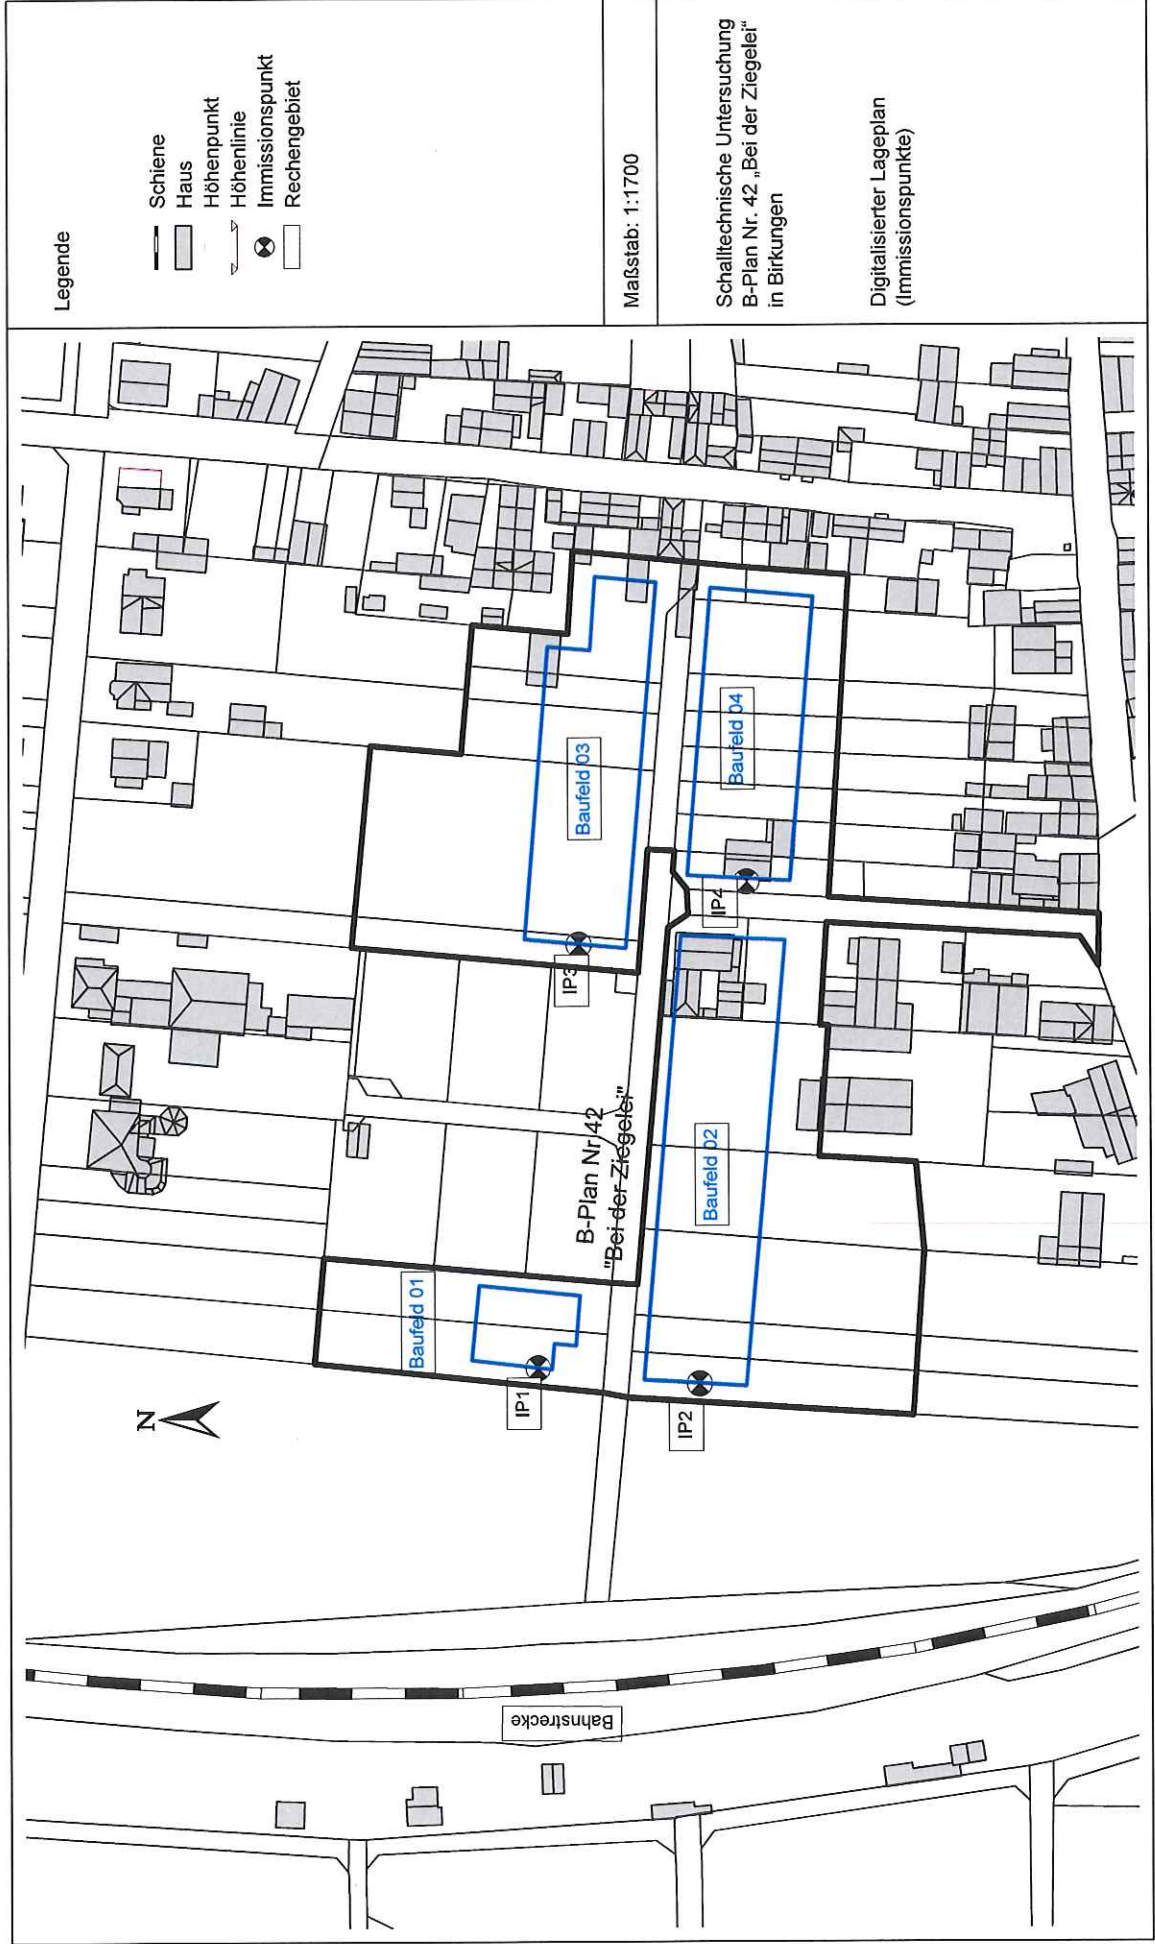 Legende
Schiene
Haus
Höhenpunkt
Höhenlinie
Immissionspunkt
Rechengebiet
Maßstab: 1:1700
Schalltechnische Untersuchung
B-Plan Nr. 42 „Bei der Ziegelei“
in Birkungen
Digitalisierter Lageplan
(Immissionspunkte)
N
Bahnstrecke
IP1
Baufeld 01
IP2
Baufeld 02
B-Plan Nr.42
"Bei der Ziegelei"
IP3
Baufeld 03
IP4
Baufeld 04